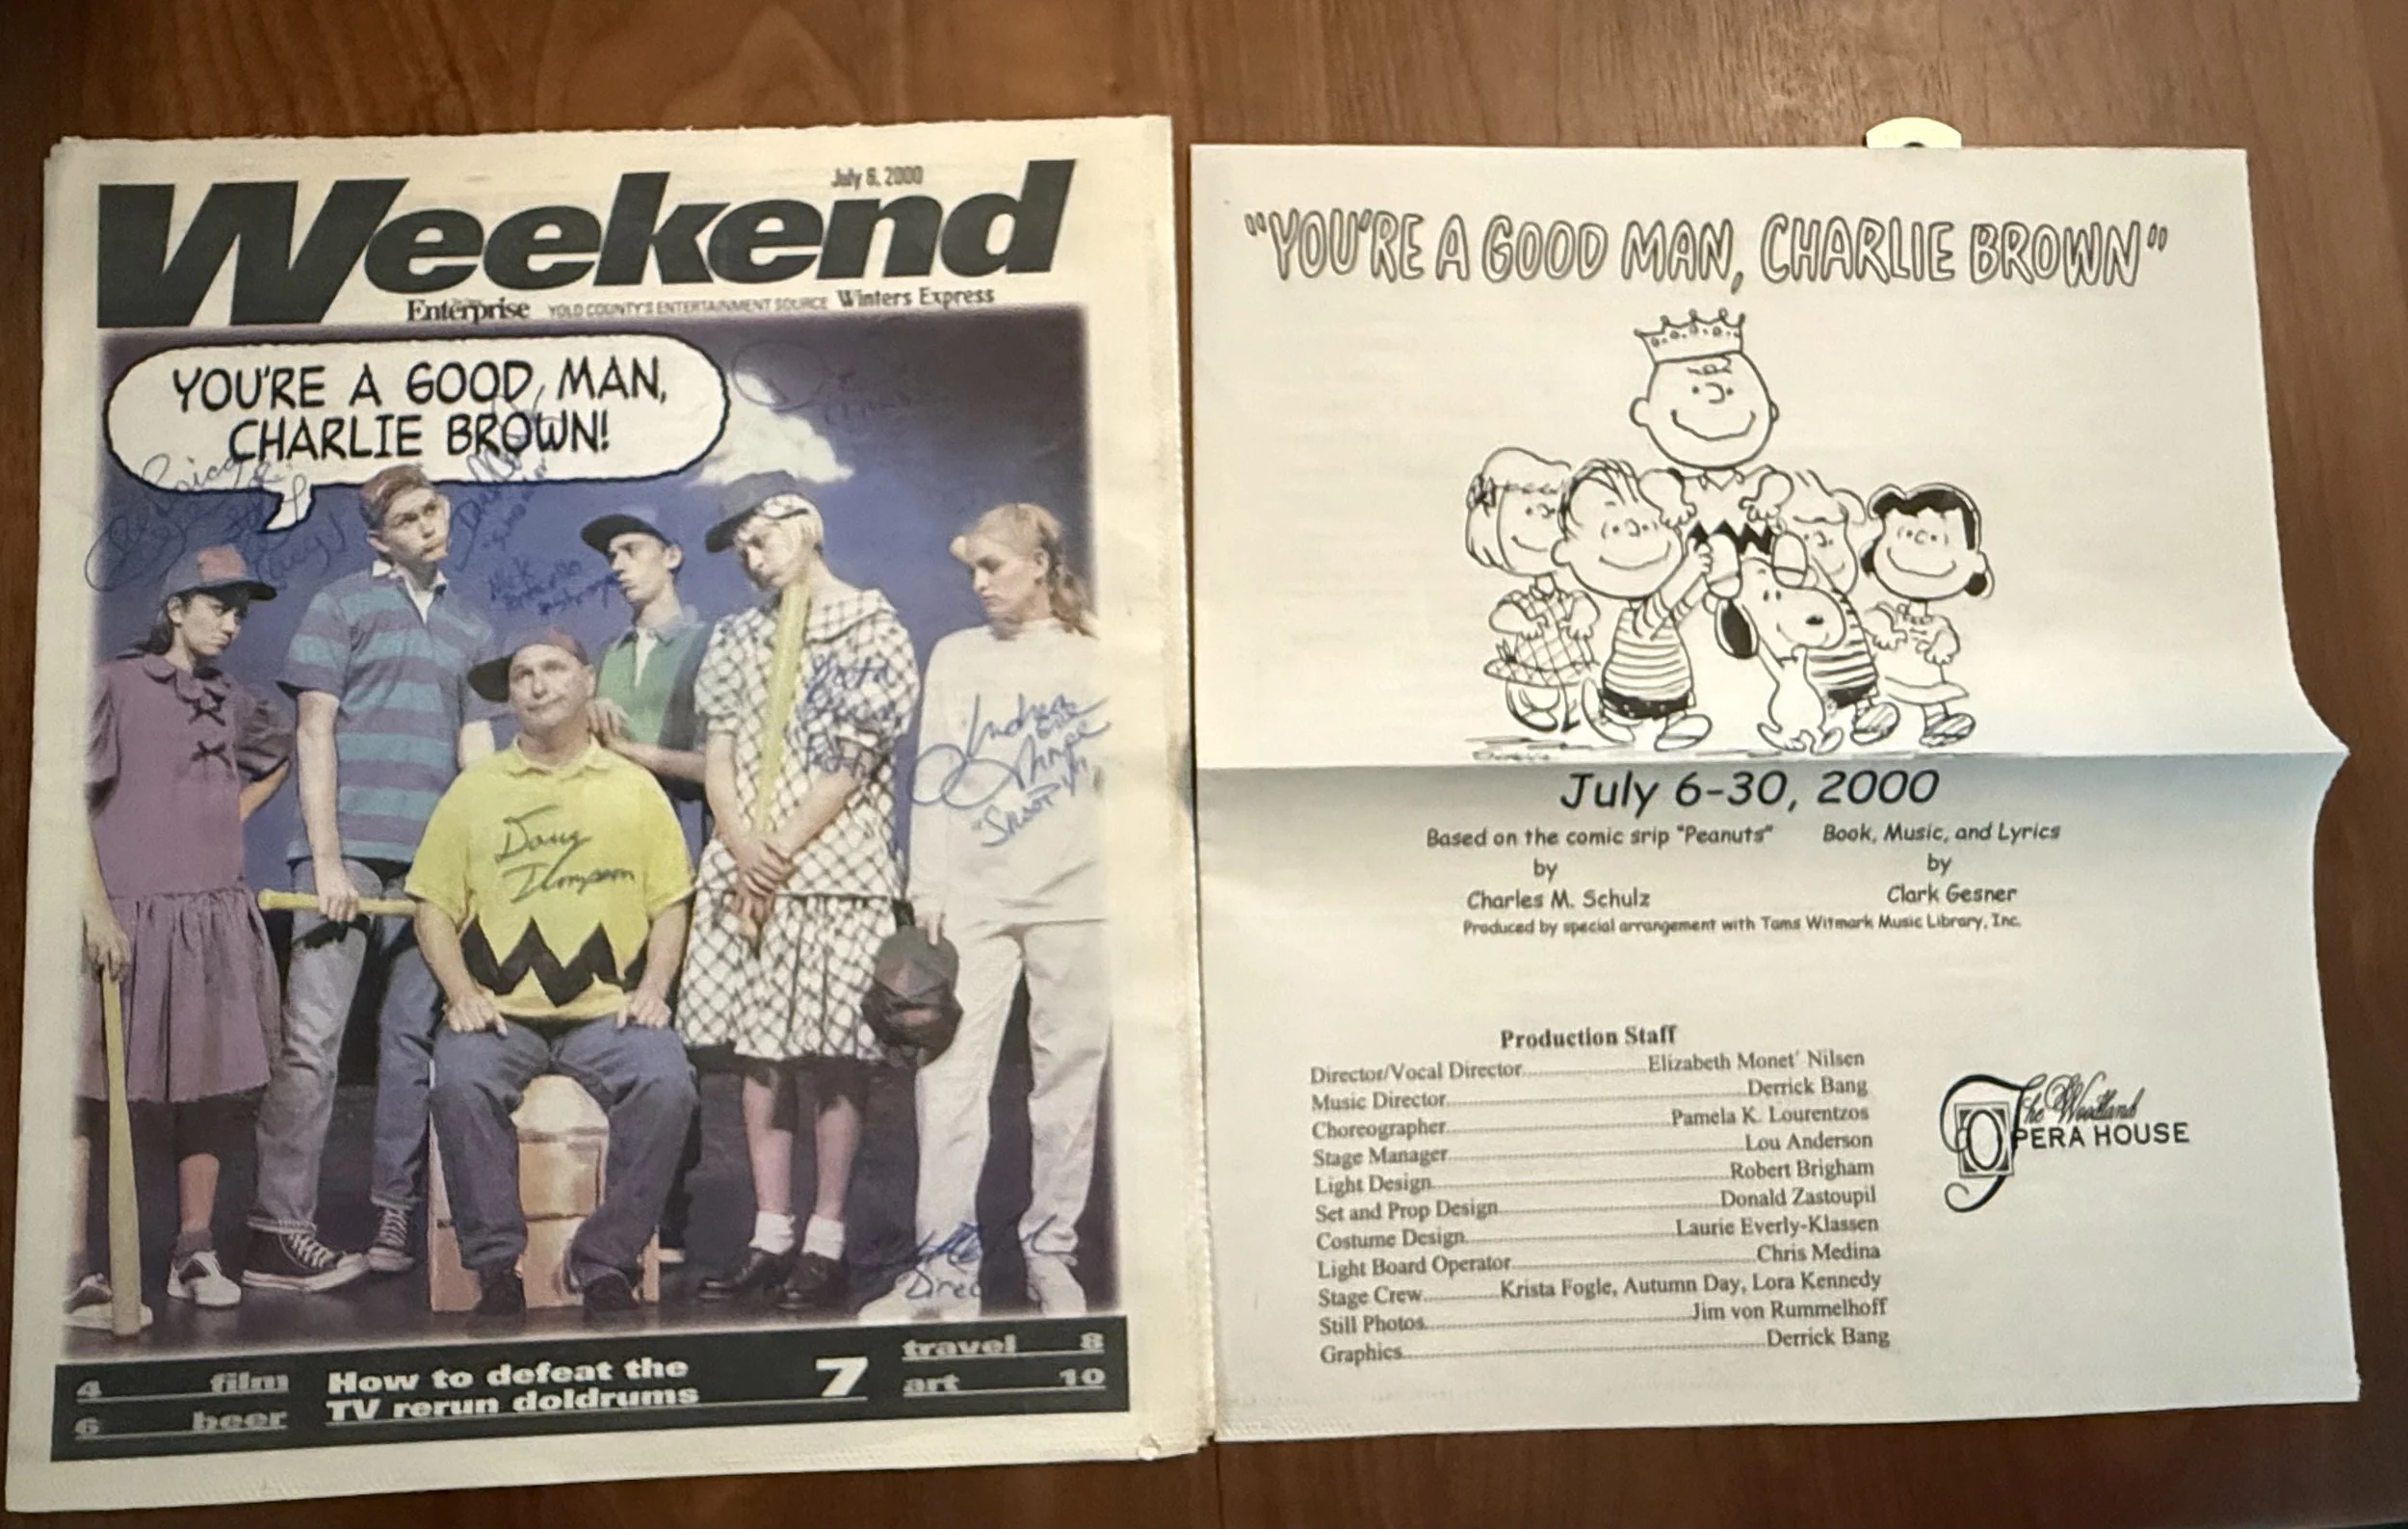 July 6, 2000
Weekend
Enterprise YOLO COUNTY'S ENTERTAINMENT SOURCE Winters Express
YOU'RE A GOOD, MAN,
CHARLIE BROWN!
Lucy
Nick
Doug
Thompson
Andrea
"SNOOPY"
Direc
4 film
6 beer
How to defeat the
TV rerun doldrums
7
travel 8
art 10
"YOU'RE A GOOD MAN, CHARLIE BROWN"
July 6-30, 2000
Based on the comic srip "Peanuts"
by
Charles M. Schulz
Book, Music, and Lyrics
by
Clark Gesner
Produced by special arrangement with Tams Witmark Music Library, Inc.
Production Staff
Director/Vocal Director....................Elizabeth Monet' Nilsen
Music Director....................Derrick Bang
Choreographer....................Pamela K. Lourentzos
Stage Manager....................Lou Anderson
Light Design....................Robert Brigham
Set and Prop Design....................Donald Zastoupil
Costume Design....................Laurie Everly-Klassen
Light Board Operator....................Chris Medina
Stage Crew............Krista Fogle, Autumn Day, Lora Kennedy
Still Photos....................Jim von Rummelhoff
Graphics....................Derrick Bang
The Woodland
OPERA HOUSE